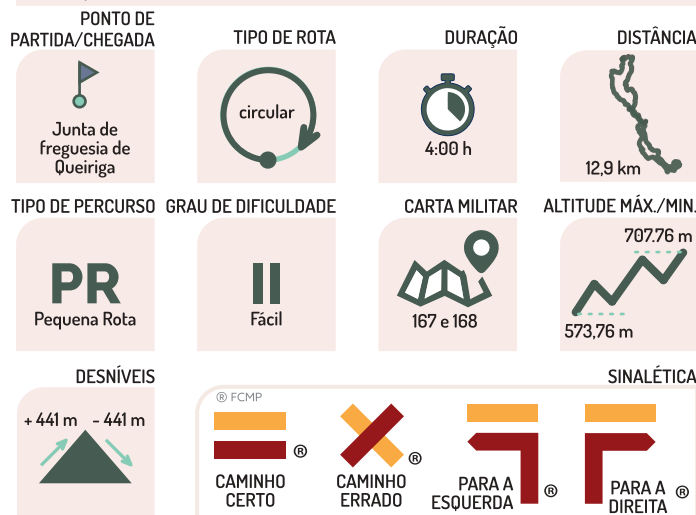 PONTO DE
PARTIDA/CHEGADA
Junta de
freguesia de
Queiriga
TIPO DE ROTA
circular
DURAÇÃO
4:00 h
DISTÂNCIA
12,9 km
TIPO DE PERCURSO
PR
Pequena Rota
GRAU DE DIFICULDADE
II
Fácil
CARTA MILITAR
167 e 168
ALTITUDE MÁX./MIN.
707.76 m
573,76 m
DESNÍVEIS
+ 441 m - 441 m
SINALÉTICA
® FCMP
®
CAMINHO
CERTO
®
CAMINHO
ERRADO
®
PARA A
ESQUERDA
®
PARA A
DIREITA